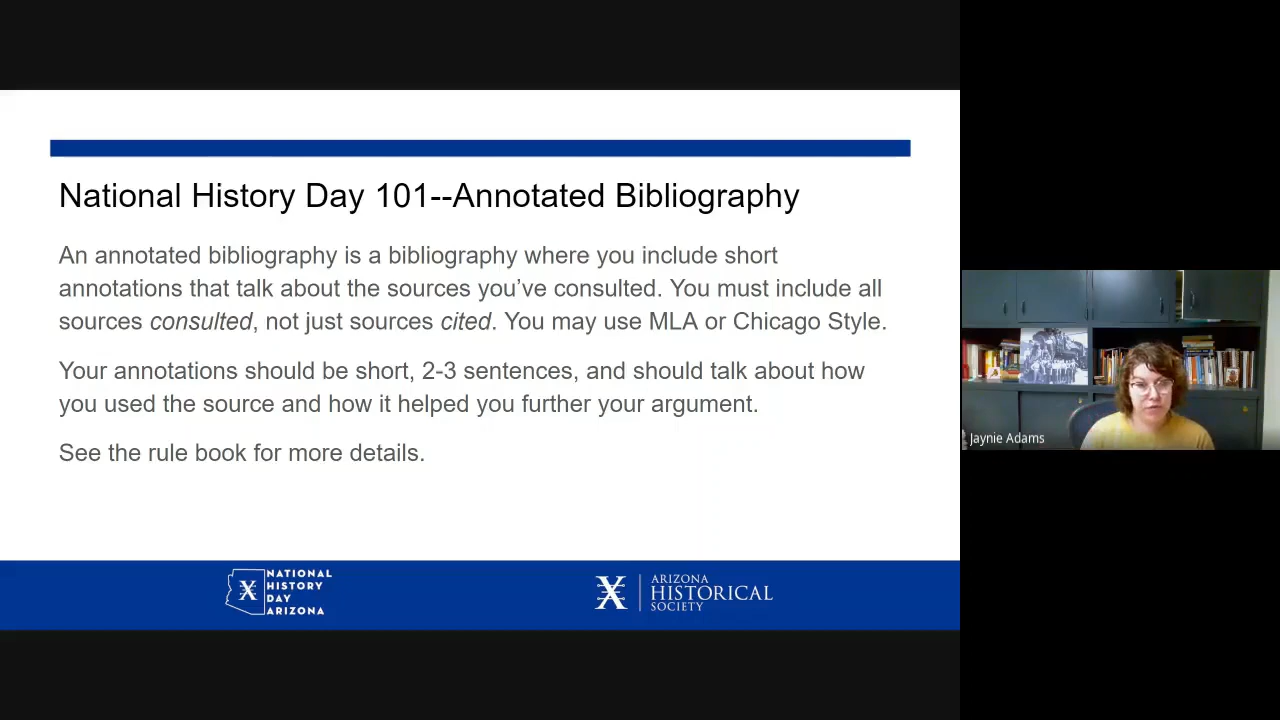 National History Day 101--Annotated Bibliography
An annotated bibliography is a bibliography where you include short
annotations that talk about the sources you’ve consulted. You must include all
sources consulted, not just sources cited. You may use MLA or Chicago Style.
Your annotations should be short, 2-3 sentences, and should talk about how
you used the source and how it helped you further your argument.
See the rule book for more details.
NATIONAL
HISTORY
DAY
ARIZONA
ARIZONA
HISTORICAL
SOCIETY
Jaynie Adams